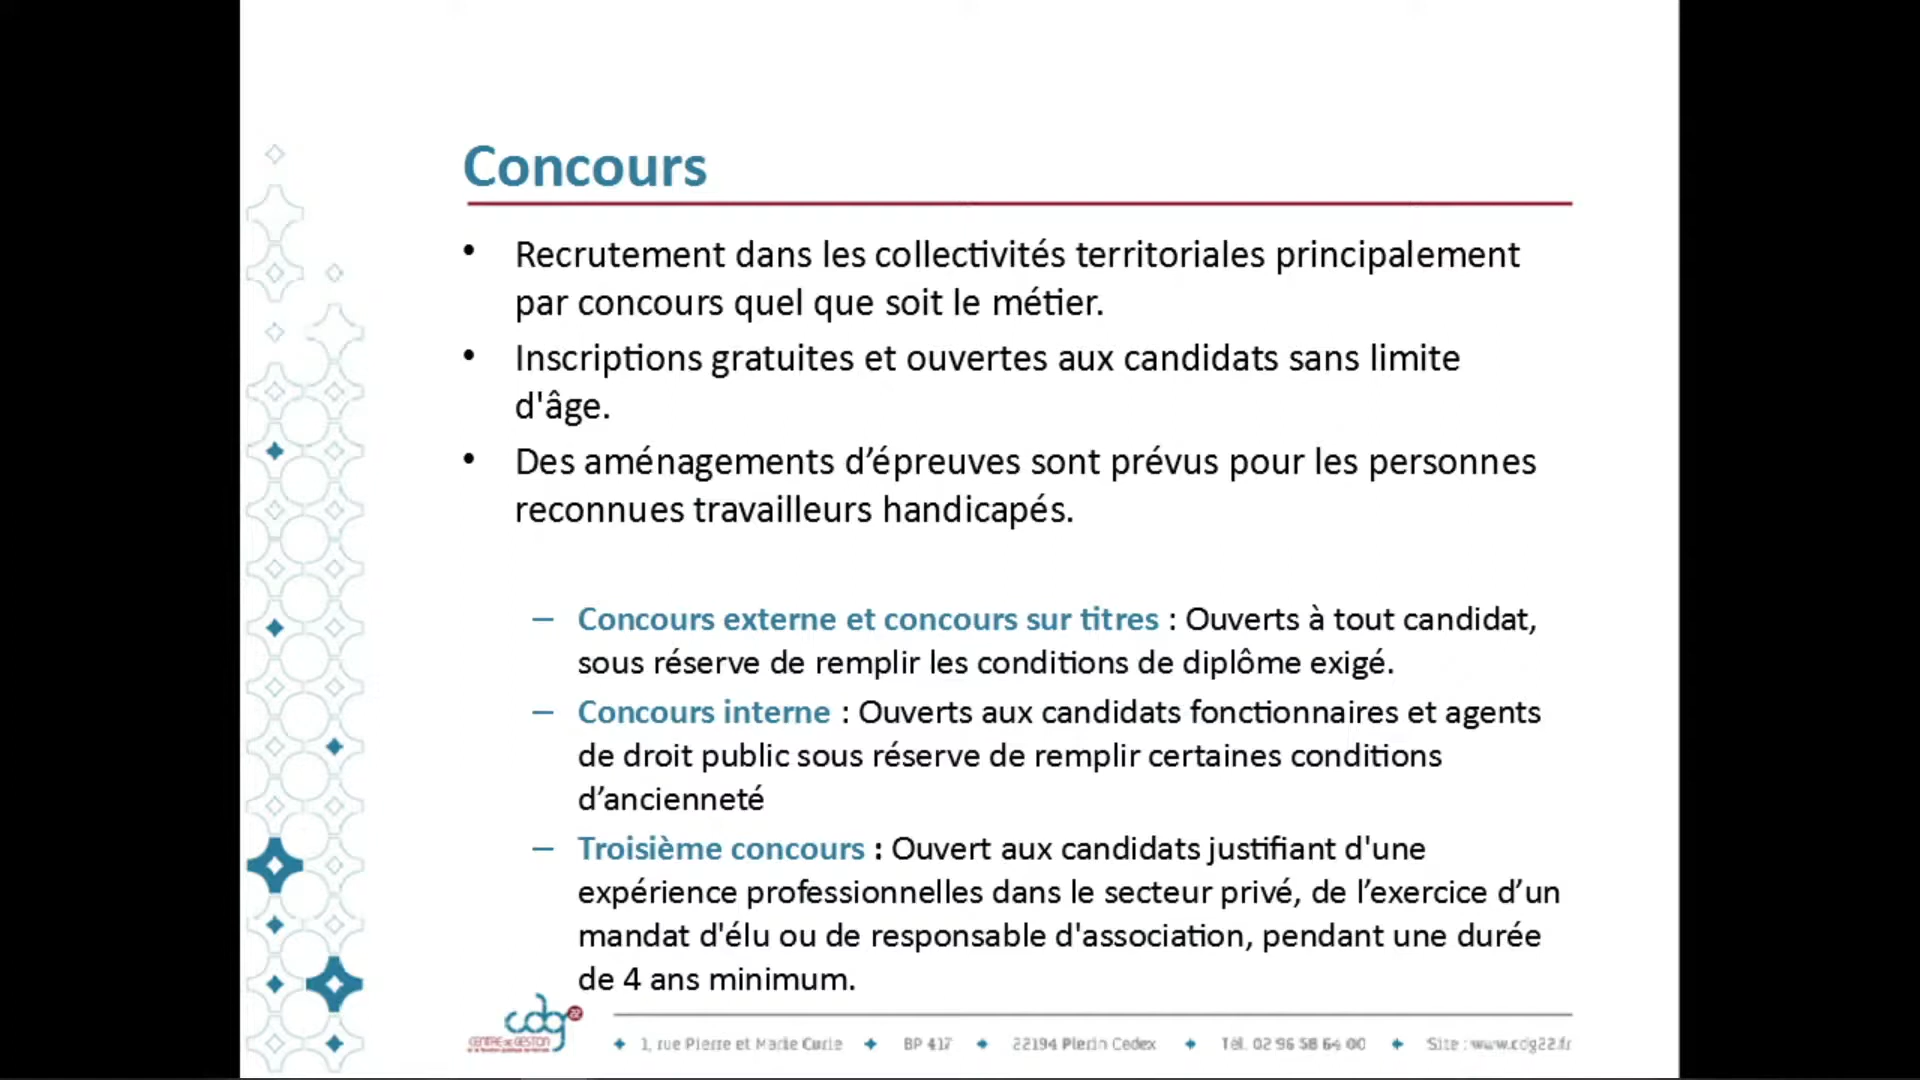 Concours
• Recrutement dans les collectivités territoriales principalement
par concours quel que soit le métier.
• Inscriptions gratuites et ouvertes aux candidats sans limite
d'âge.
• Des aménagements d’épreuves sont prévus pour les personnes
reconnues travailleurs handicapés.
– Concours externe et concours sur titres : Ouverts à tout candidat,
sous réserve de remplir les conditions de diplôme exigé.
– Concours interne : Ouverts aux candidats fonctionnaires et agents
de droit public sous réserve de remplir certaines conditions
d’ancienneté
– Troisième concours : Ouvert aux candidats justifiant d'une
expérience professionnelles dans le secteur privé, de l’exercice d’un
mandat d'élu ou de responsable d'association, pendant une durée
de 4 ans minimum.
cdg 22
CENTRE DE GESTION
1, rue Pierre et Marie Curie BP 417 22194 Plérin Cedex Tél. 02 96 58 64 00 Site : www.cdg22.fr